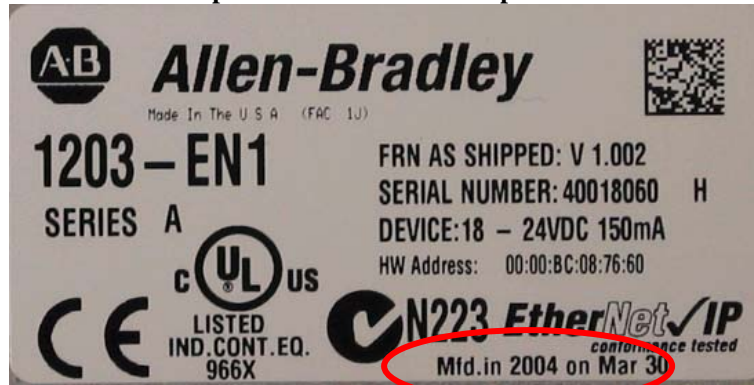 A-B Allen-Bradley
Made In The U S A (FAC 1J)
1203-EN1
SERIES A
FRN AS SHIPPED: V 1.002
SERIAL NUMBER: 40018060 H
DEVICE:18 - 24VDC 150mA
HW Address: 00:00:BC:08:76:60
C UL ® US
LISTED
IND.CONT.EQ.
966X
CE
N223 EtherNet/IP
conformance tested
Mfd.in 2004 on Mar 30